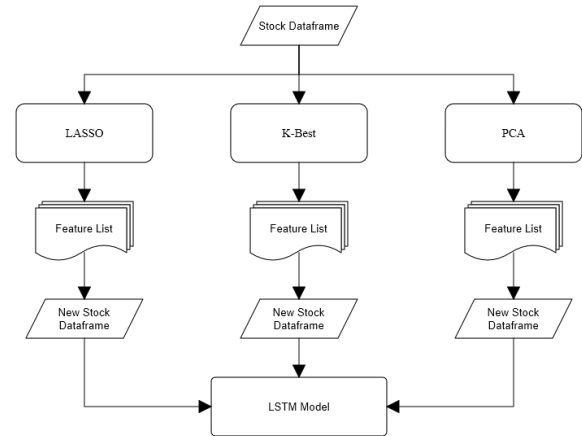 Stock Dataframe
LASSO
K-Best
PCA
Feature List
Feature List
Feature List
New Stock
Dataframe
New Stock
Dataframe
New Stock
Dataframe
LSTM Model